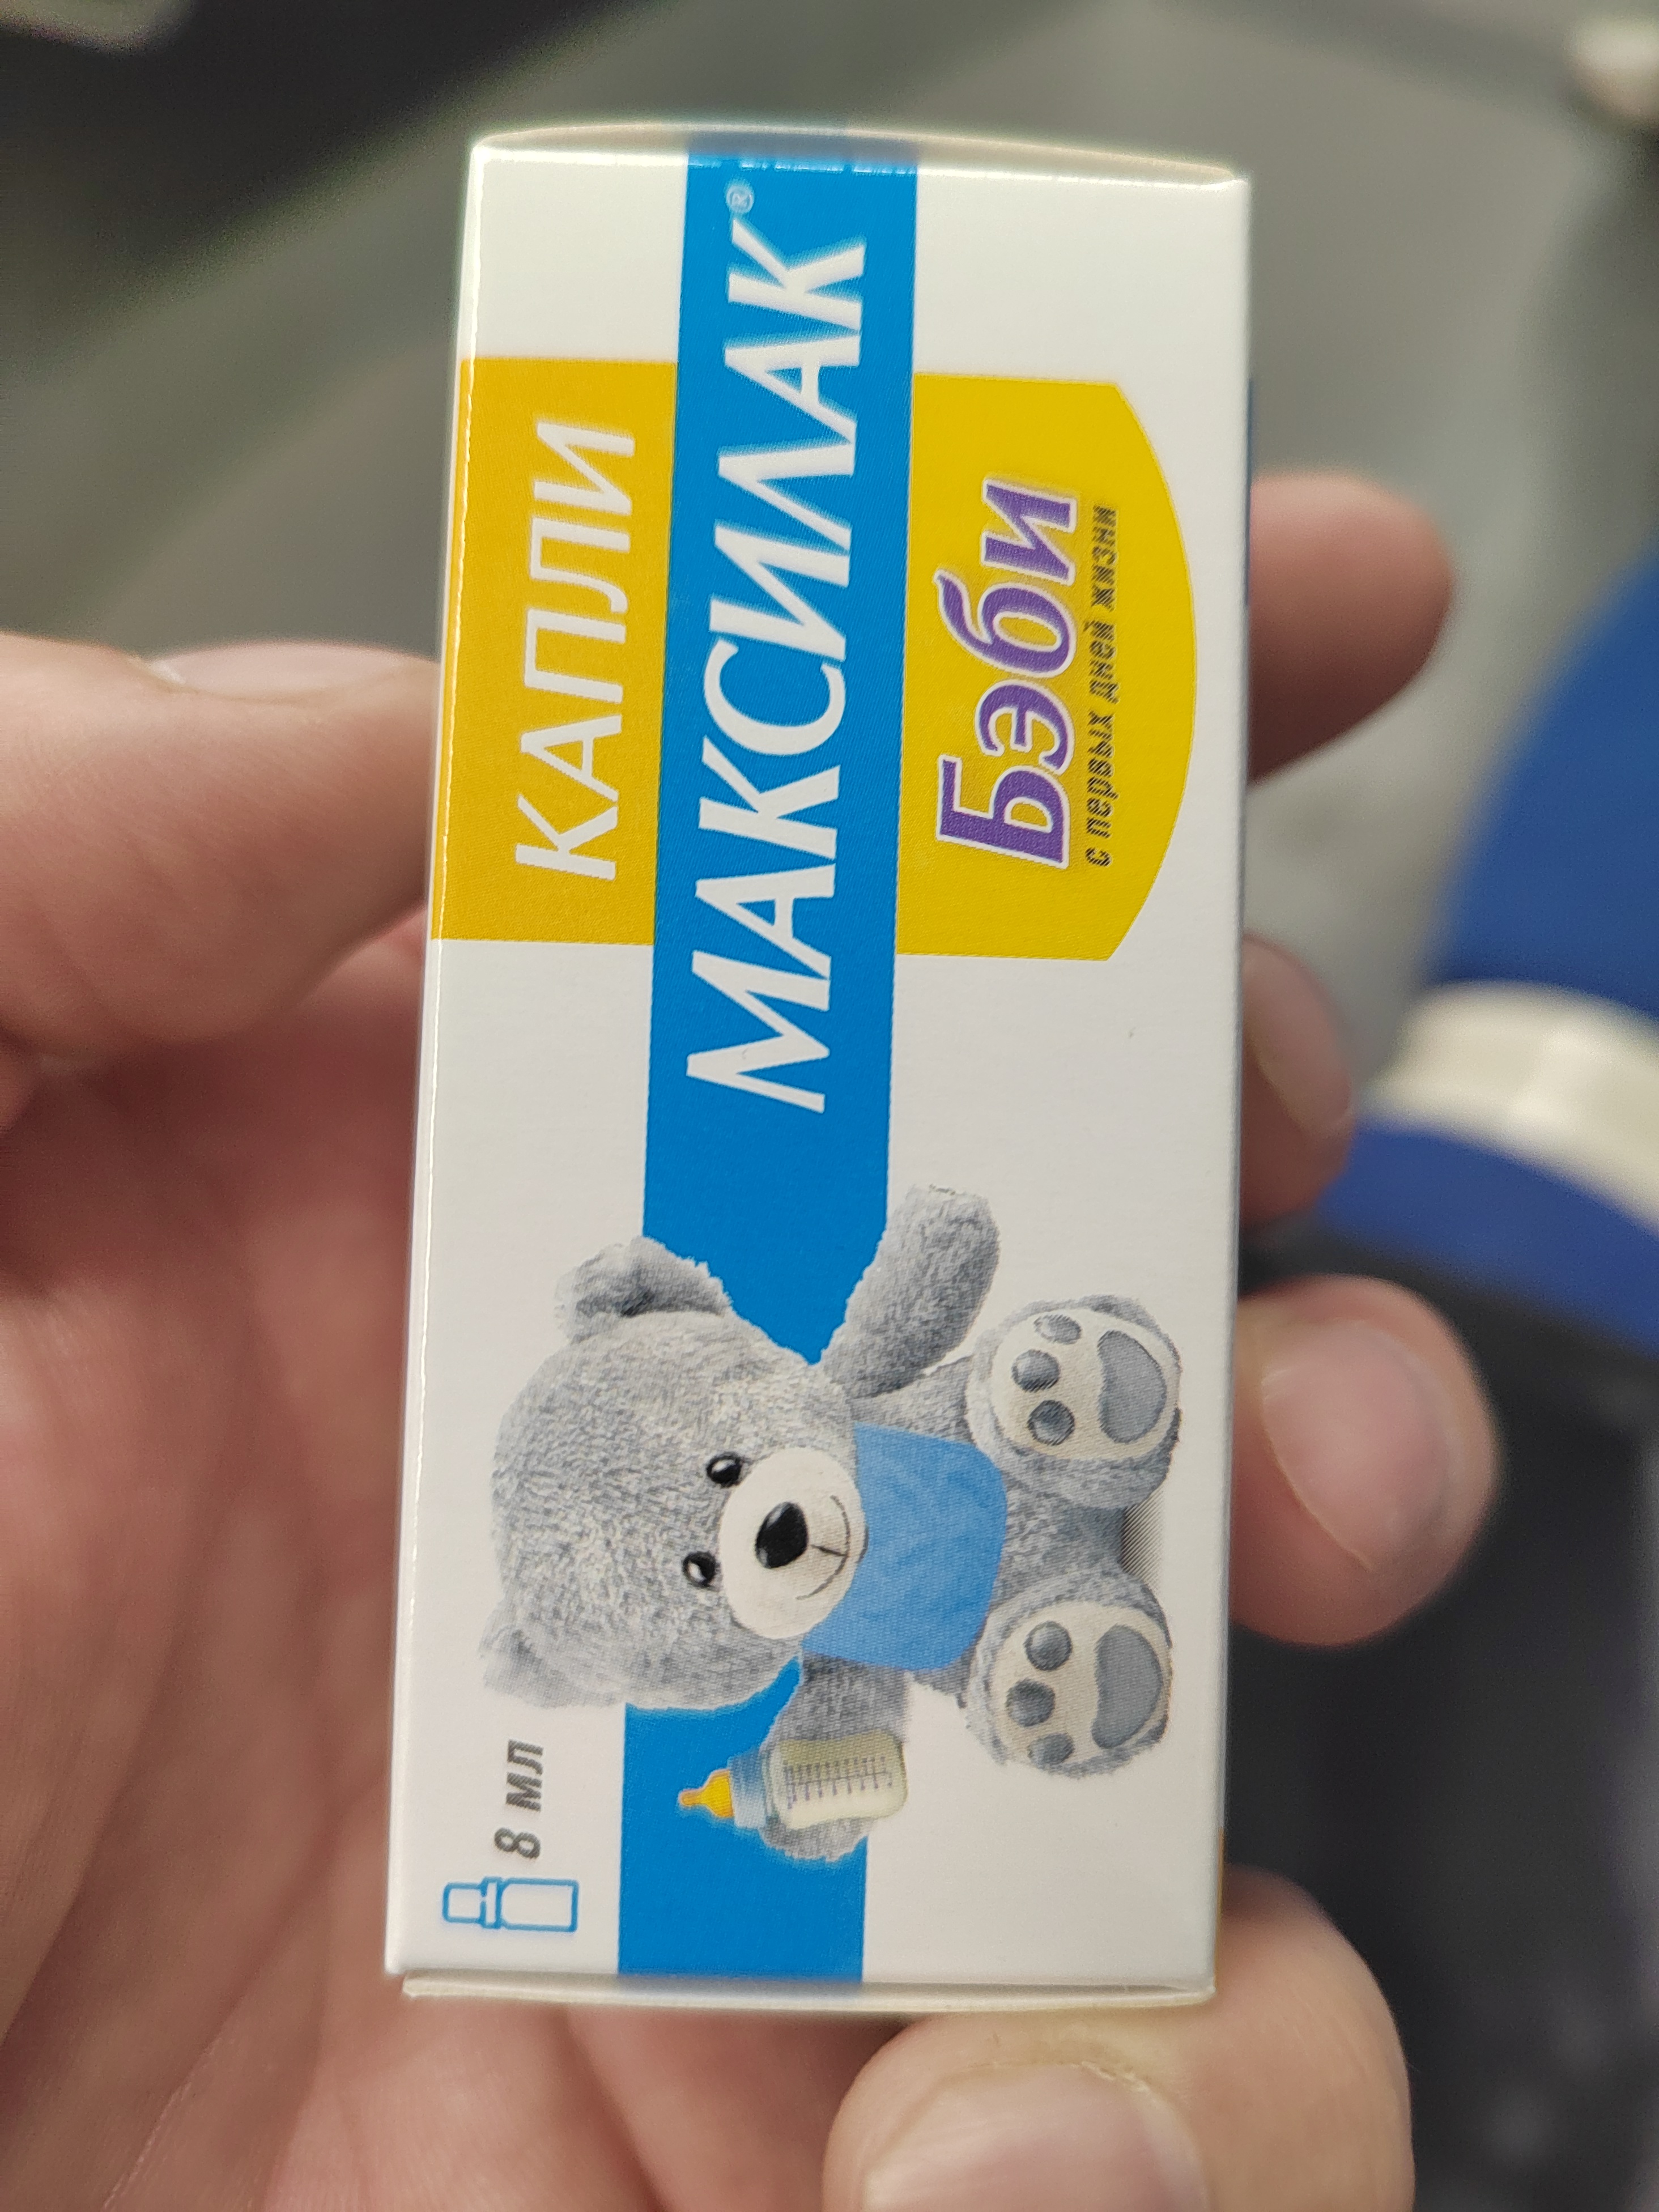 КАПЛИ
МАКСИЛАК®
Бэби
с первых дней жизни
8 мл